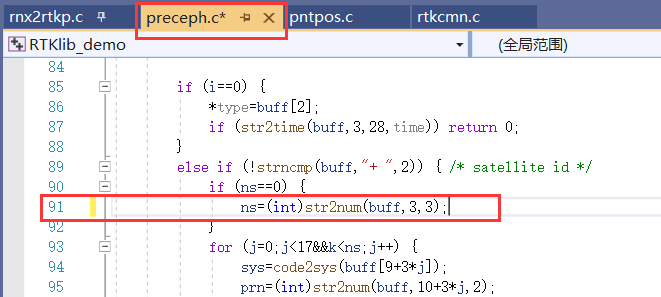 rnx2rtkp.c preceph.c* pntpos.c rtkcmn.c
RTKlib_demo (全局范围)
84
85 if (i==0) {
86 *type=buff[2];
87 if (str2time(buff,3,28,time)) return 0;
88 }
89 else if (!strncmp(buff,"+ ",2)) { /* satellite id */
90 if (ns==0) {
91 ns=(int)str2num(buff,3,3);
92 }
93 for (j=0;j<17&&k<ns;j++) {
94 sys=code2sys(buff[9+3*j]);
95 prn=(int)str2num(buff,10+3*j,2);